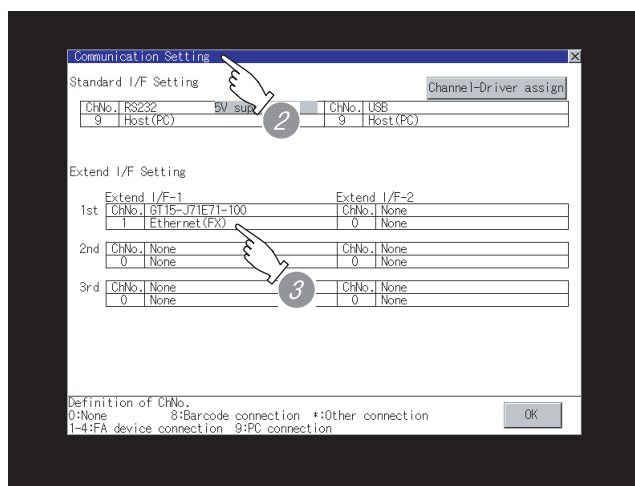 Communication Setting
Standard I/F Setting
Channel-Driver assign
ChNo. RS232 5V sup ChNo. USB
9 Host(PC) 9 Host(PC)
2
Extend I/F Setting
Extend I/F-1 Extend I/F-2
1st ChNo. GT15-J71E71-100 ChNo. None
1 Ethernet(FX) 0 None
2nd ChNo. None ChNo. None
0 None 0 None
3rd ChNo. None ChNo. None
0 None 0 None
3
Definition of ChNo.
0:None 8:Barcode connection *:Other connection
1-4:FA device connection 9:PC connection
OK